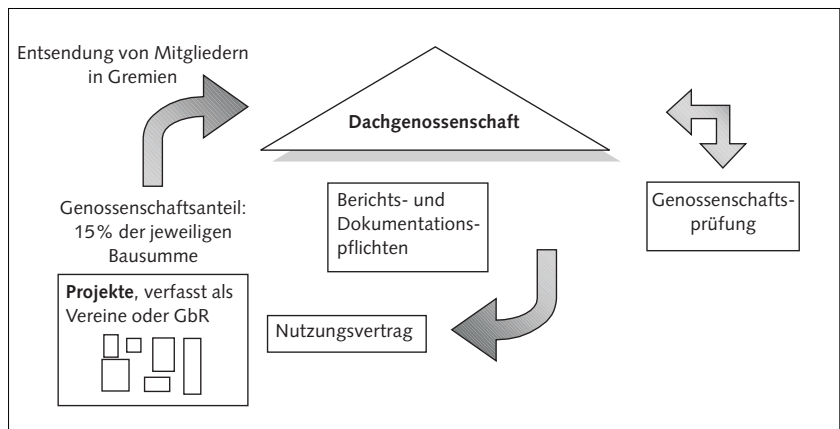 Entsendung von Mitgliedern
in Gremien
Dachgenossenschaft
Genossenschaftsanteil:
15% der jeweiligen
Bausumme
Berichts- und
Dokumentations-
pflichten
Genossenschafts-
prüfung
Projekte, verfasst als
Vereine oder GbR
Nutzungsvertrag